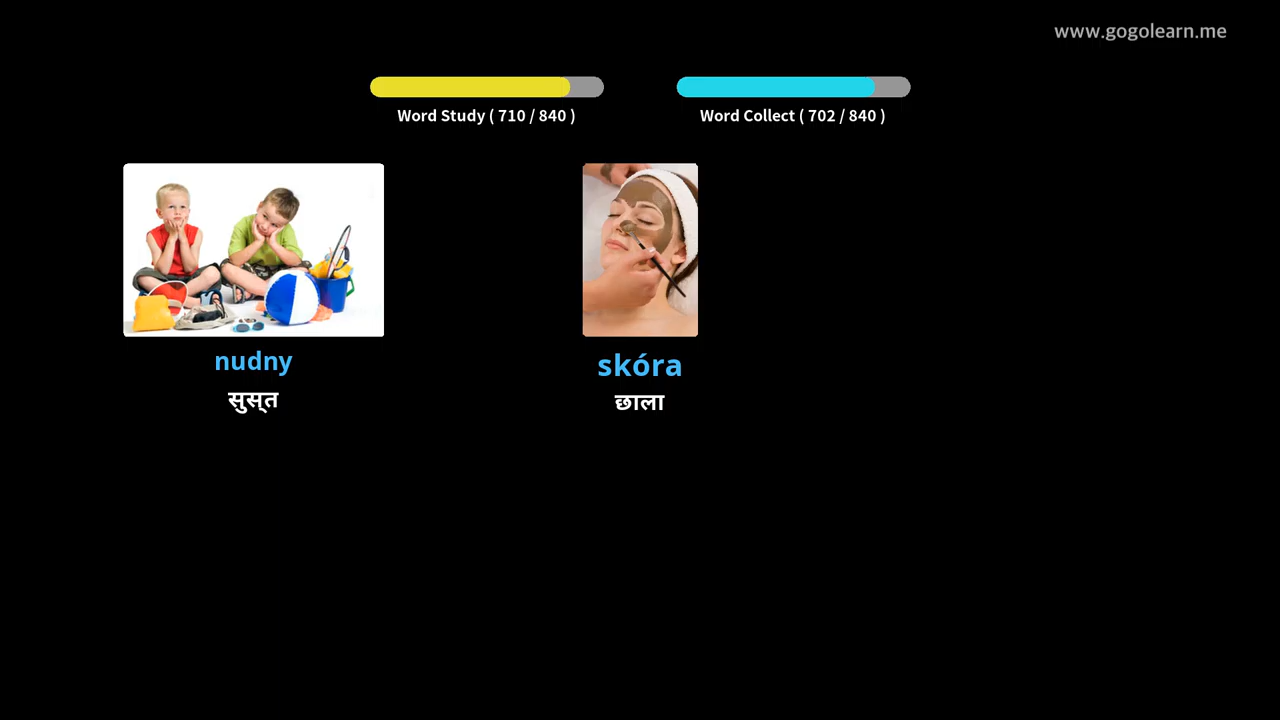 www.gogolearn.me
Word Study ( 710 / 840 )
Word Collect ( 702 / 840 )
nudny
सुस्त
skóra
छाला